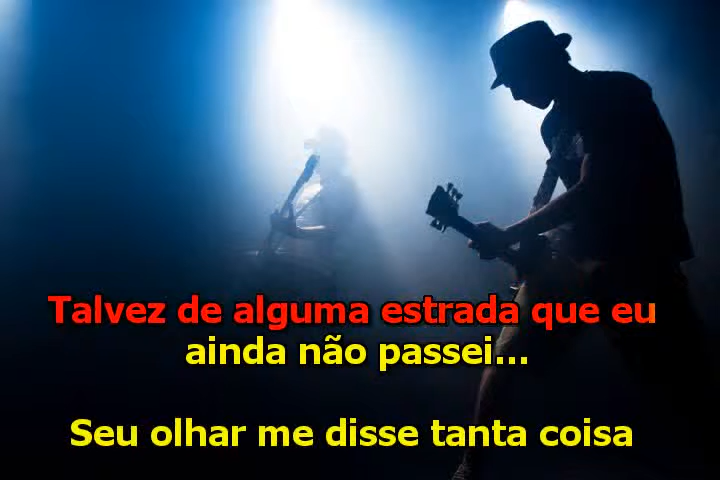 Talvez de alguma estrada que eu
ainda não passei...
Seu olhar me disse tanta coisa